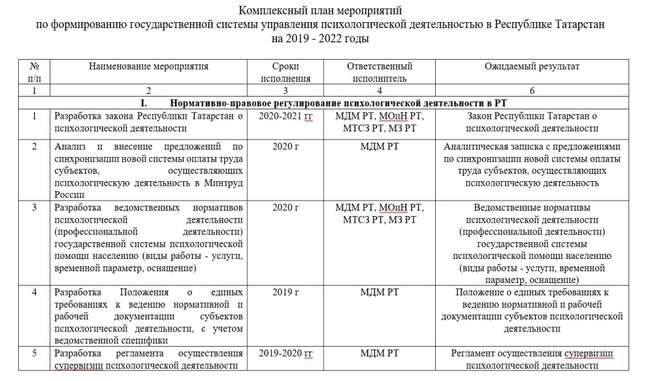 Комплексный план мероприятий
по формированию государственной системы управления психологической деятельностью в Республике Татарстан
на 2019 - 2022 годы
№ п/п Наименование мероприятия Сроки исполнения Ответственный исполнитель Ожидаемый результат
1 2 3 4 6
I. Нормативно-правовое регулирование психологической деятельности в РТ
1 Разработка закона Республики Татарстан о 2020-2021 гг МДМ РТ, МОиН РТ, Закон Республики Татарстан о
психологической деятельности МТСЗ РТ, МЗ РТ психологической деятельности
2 Анализ и внесение предложений по 2020 г МДМ РТ Аналитическая записка с предложениями
синхронизации новой системы оплаты труда по синхронизации новой системы оплаты
субъектов, осуществляющих труда субъектов, осуществляющих
психологическую деятельность в Минтруд психологическую деятельность
России
3 Разработка ведомственных нормативов 2020 г МДМ РТ, МОиН РТ, Ведомственные нормативы
психологической деятельности МТСЗ РТ, МЗ РТ психологической деятельности
(профессиональной деятельности) (профессиональной деятельности)
государственной системы психологической государственной системы
помощи населению (виды работы - услуги, психологической помощи населению
временной параметр, оснащение) (виды работы - услуги, временной
параметр, оснащение)
4 Разработка Положения о единых 2019 г МДМ РТ Положение о единых требованиях к
требованиях к ведению нормативной и ведению нормативной и рабочей
рабочей документации субъектов документации субъектов психологической
психологической деятельности, с учетом деятельности
ведомственной специфики
5 Разработка регламента осуществления 2019-2020 гг МДМ РТ Регламент осуществления супервизии
супервизии психологической деятельности психологической деятельности